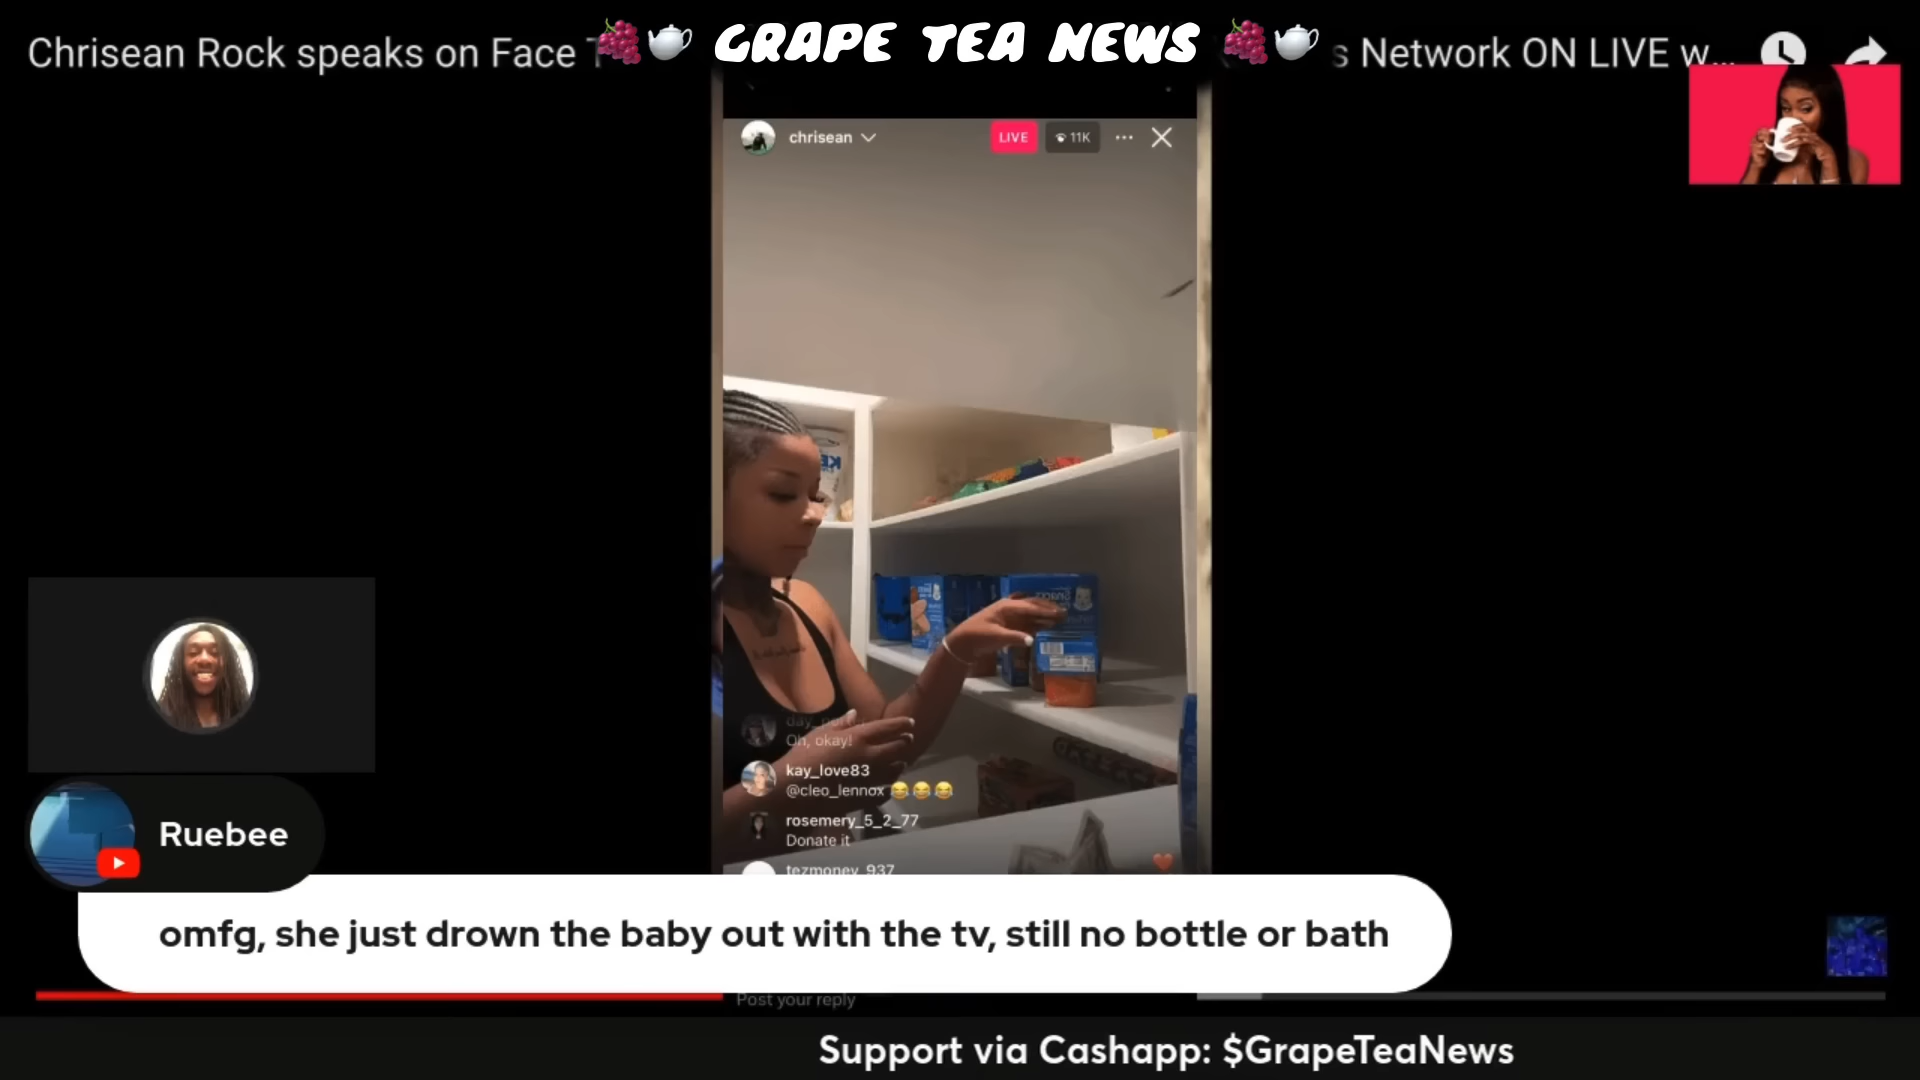 GRAPE TEA NEWS
Chrisean Rock speaks on Face
s Network ON LIVE w...
chrisean
LIVE
11K
Oh, okay!
kay_love83
@cleo_lennox 😂😂😂
rosemery_5_2_77
Donate it
tezmoney_937
Ruebee
omfg, she just drown the baby out with the tv, still no bottle or bath
Post your reply
Support via Cashapp: $GrapeTeaNews